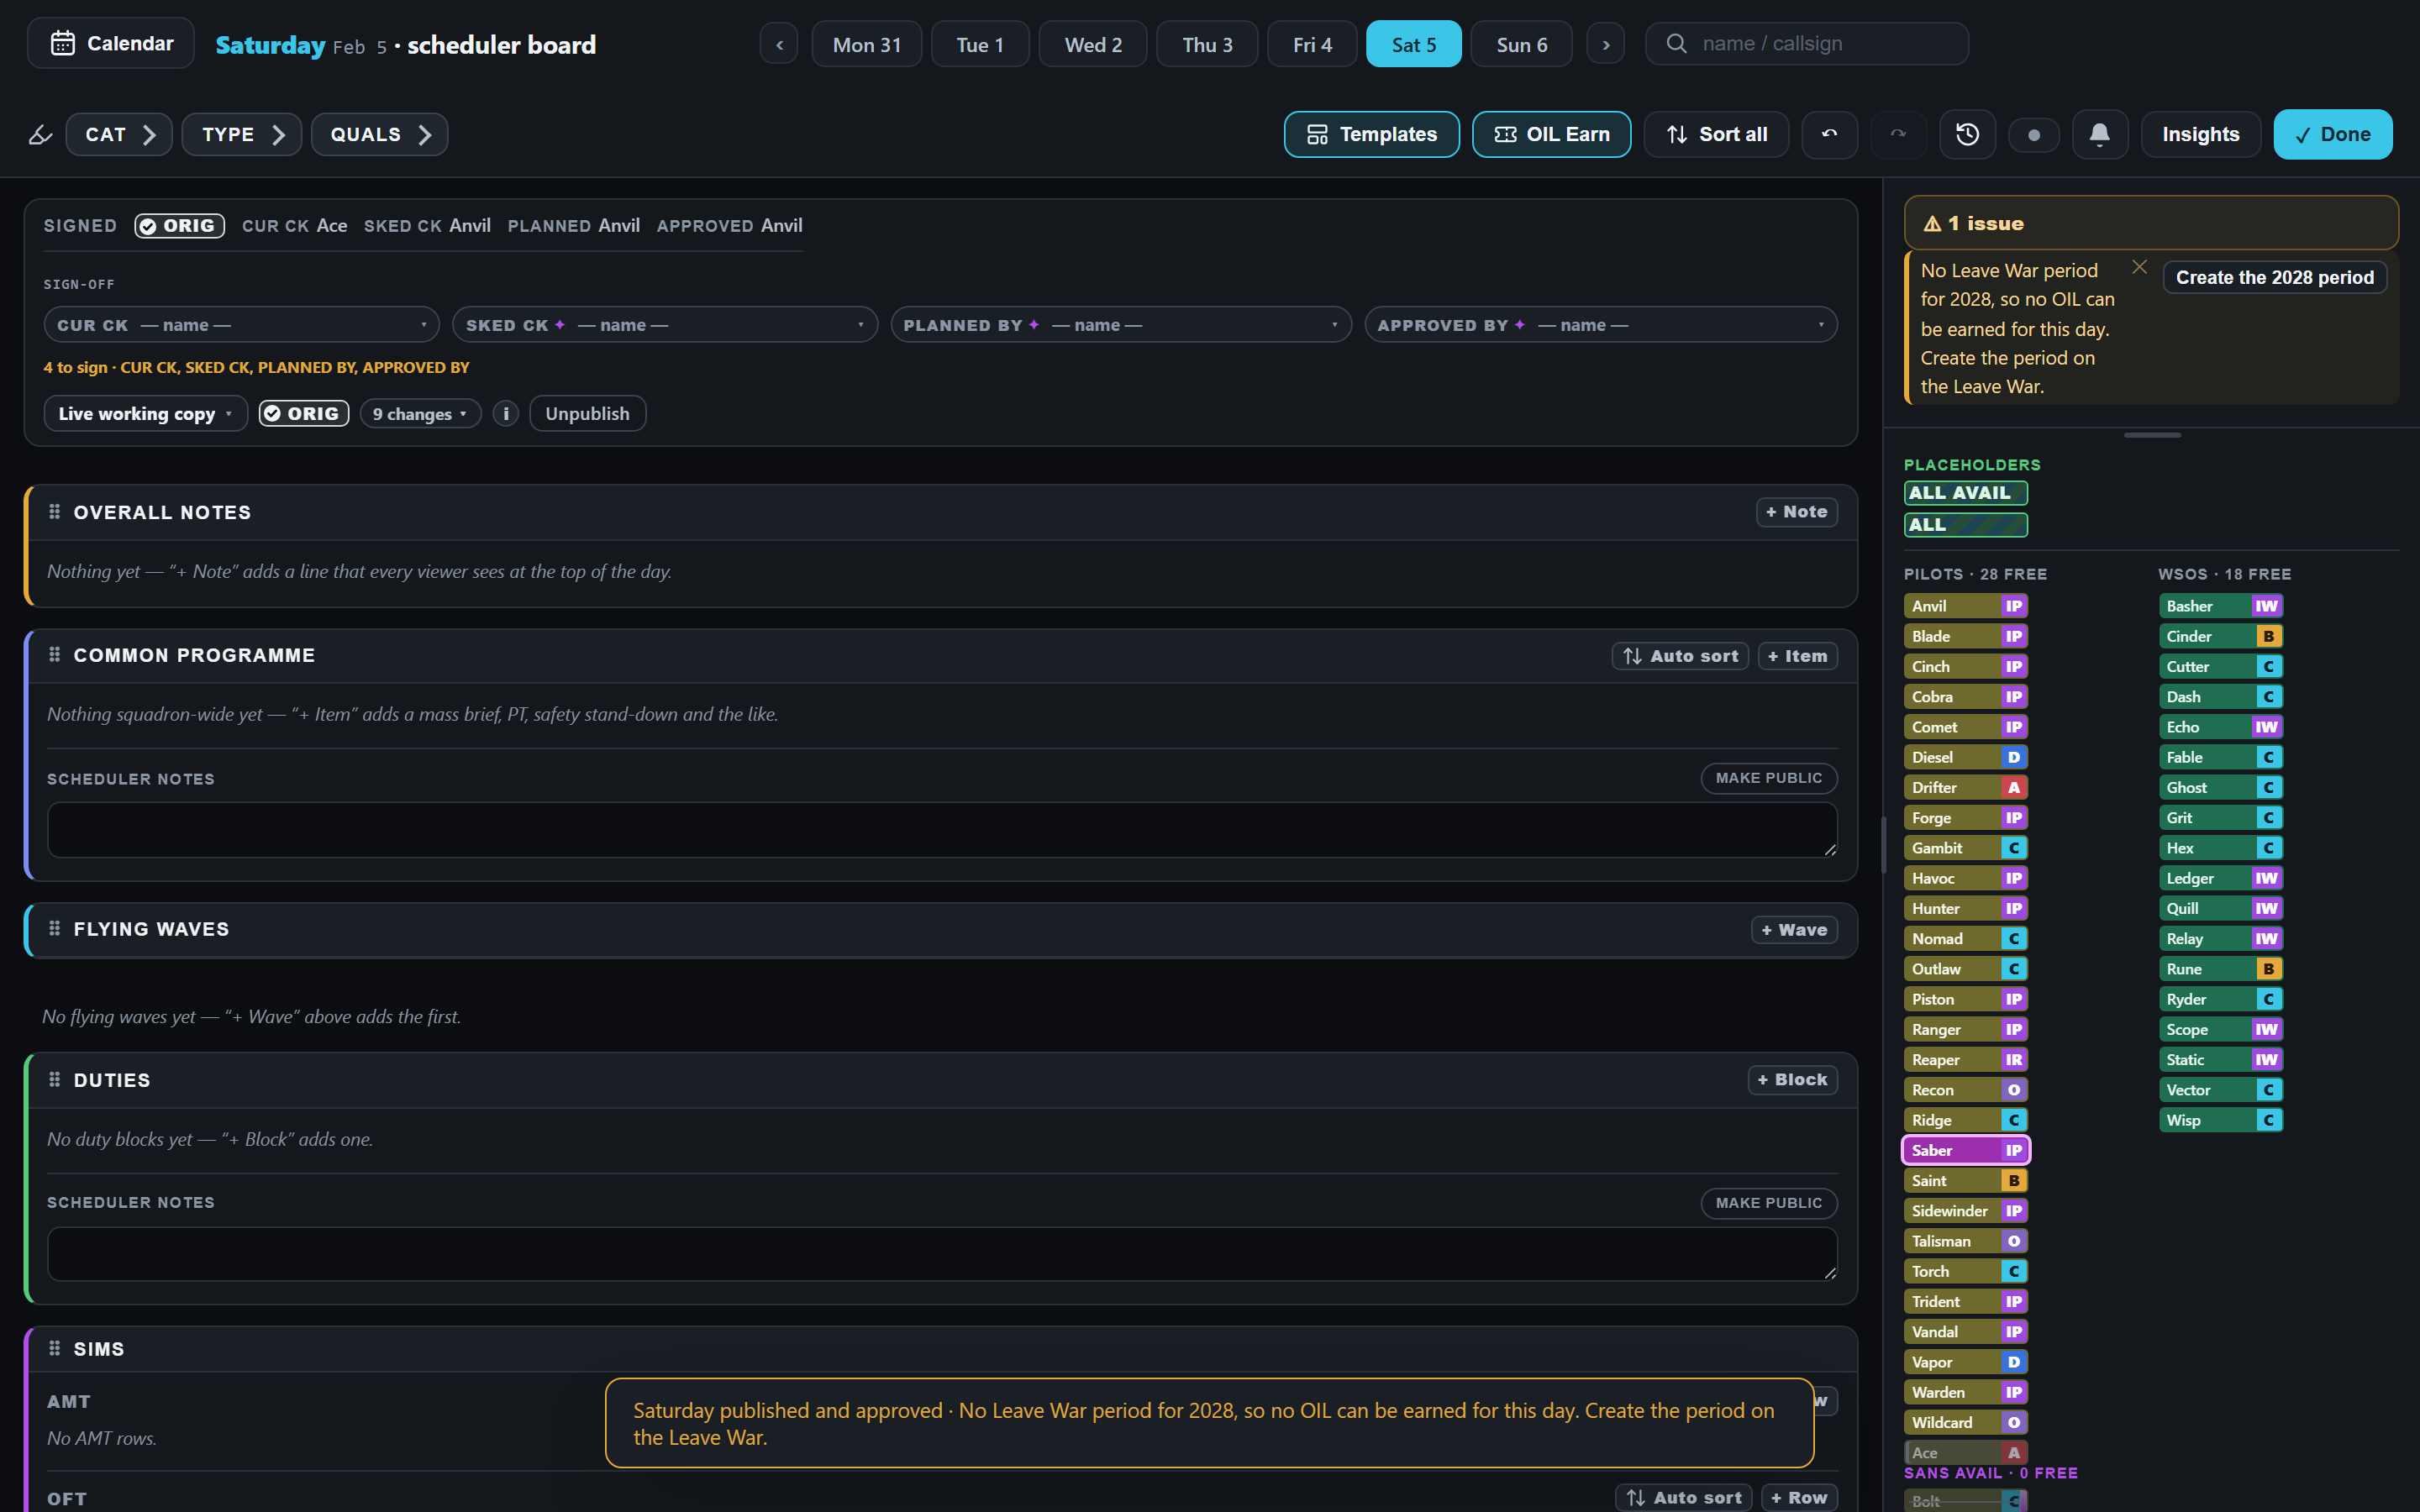 Calendar
Saturday Feb 5 · scheduler board
Mon 31
Tue 1
Wed 2
Thu 3
Fri 4
Sat 5
Sun 6
name / callsign
CAT
TYPE
QUALS
Templates
OIL Earn
Sort all
Insights
✓ Done
SIGNED ORIG CUR CK Ace SKED CK Anvil PLANNED Anvil APPROVED Anvil
SIGN-OFF
CUR CK — name —
SKED CK ✦ — name —
PLANNED BY ✦ — name —
APPROVED BY ✦ — name —
4 to sign · CUR CK, SKED CK, PLANNED BY, APPROVED BY
Live working copy
ORIG
9 changes
i
Unpublish
OVERALL NOTES
+ Note
Nothing yet — “+ Note” adds a line that every viewer sees at the top of the day.
COMMON PROGRAMME
Auto sort
+ Item
Nothing squadron-wide yet — “+ Item” adds a mass brief, PT, safety stand-down and the like.
SCHEDULER NOTES
MAKE PUBLIC
FLYING WAVES
+ Wave
No flying waves yet — “+ Wave” above adds the first.
DUTIES
+ Block
No duty blocks yet — “+ Block” adds one.
SCHEDULER NOTES
MAKE PUBLIC
SIMS
AMT
No AMT rows.
OFT
Auto sort
+ Row
Saturday published and approved · No Leave War period for 2028, so no OIL can be earned for this day. Create the period on
the Leave War.
⚠ 1 issue
No Leave War period
for 2028, so no OIL can
be earned for this day.
Create the period on
the Leave War.
Create the 2028 period
PLACEHOLDERS
ALL AVAIL
ALL
PILOTS · 28 FREE
Anvil IP
Blade IP
Cinch IP
Cobra IP
Comet IP
Diesel D
Drifter A
Forge IP
Gambit C
Havoc IP
Hunter IP
Nomad C
Outlaw C
Piston IP
Ranger IP
Reaper IR
Recon O
Ridge C
Saber IP
Saint B
Sidewinder IP
Talisman O
Torch C
Trident IP
Vandal IP
Vapor D
Warden IP
Wildcard O
Ace A
WSOS · 18 FREE
Basher IW
Cinder B
Cutter C
Dash C
Echo IW
Fable C
Ghost C
Grit C
Hex C
Ledger IW
Quill IW
Relay IW
Rune B
Ryder C
Scope IW
Static IW
Vector C
Wisp C
SANS AVAIL · 0 FREE
Bolt C